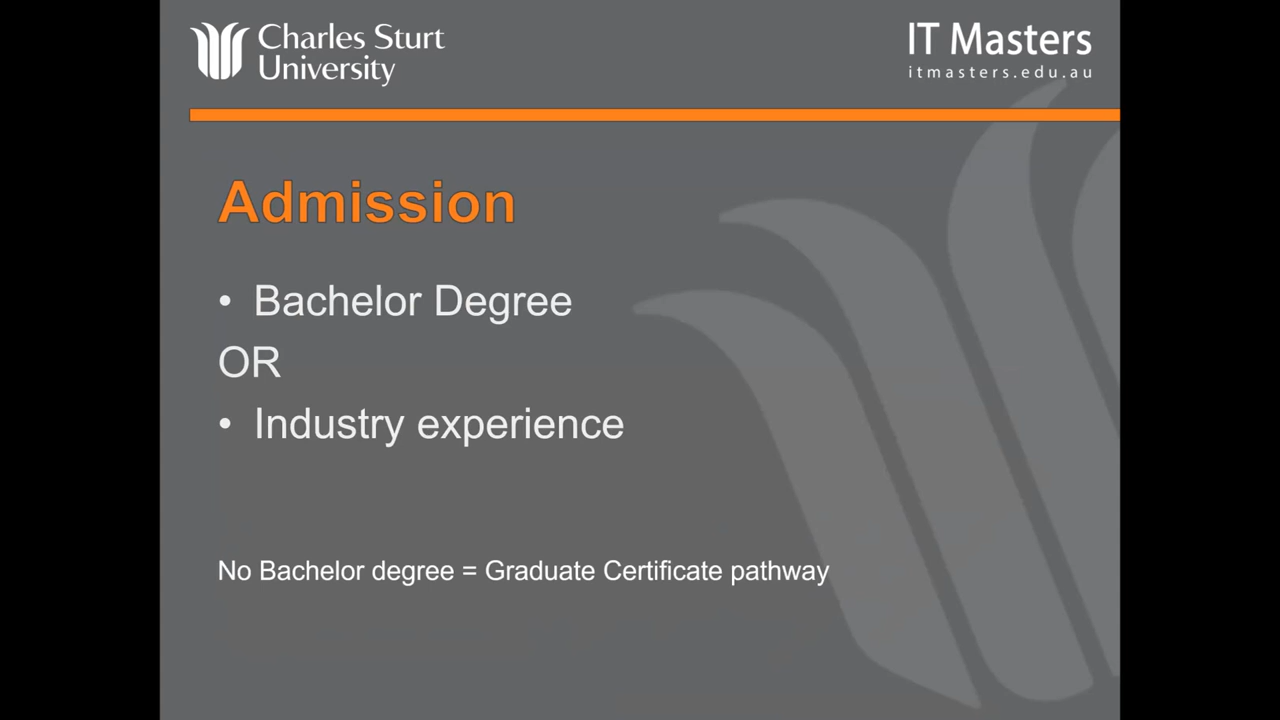 Charles Sturt
University
IT Masters
itmasters.edu.au
Admission
• Bachelor Degree
OR
• Industry experience
No Bachelor degree = Graduate Certificate pathway